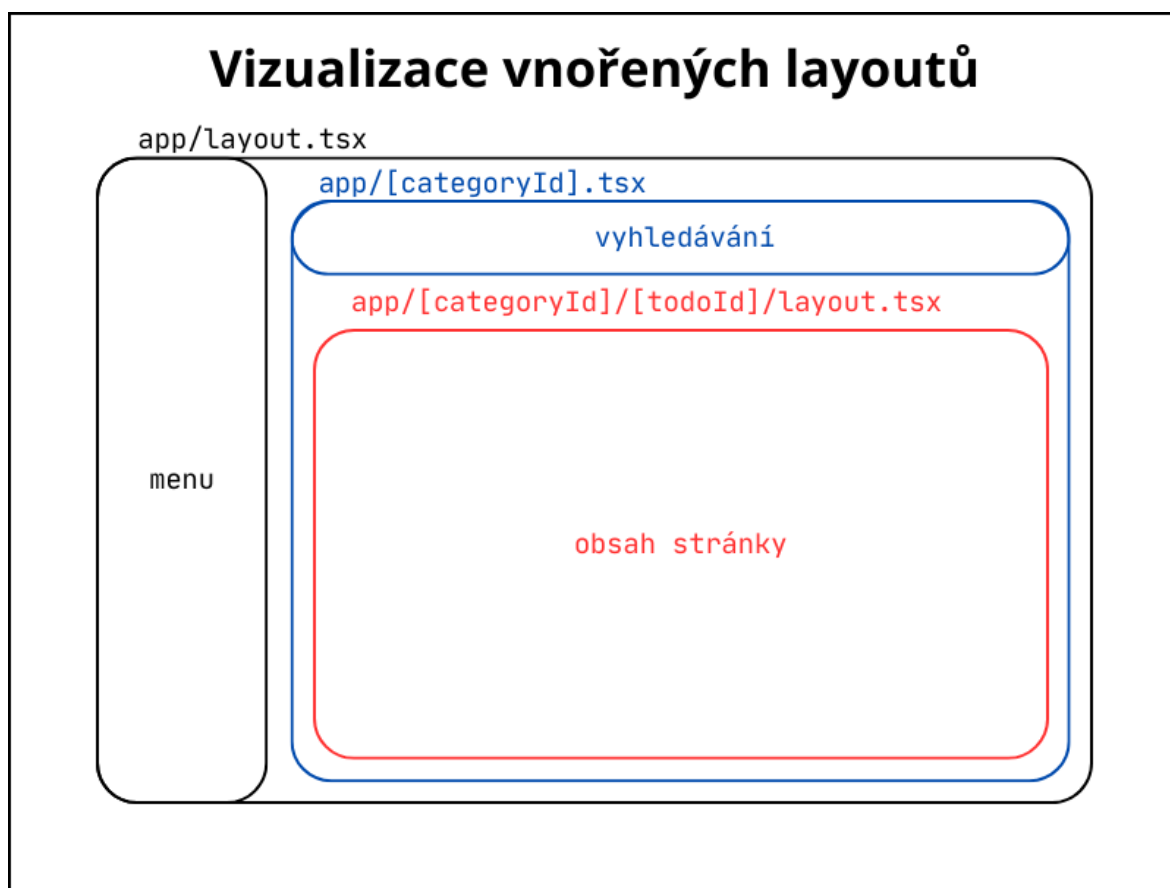 Vizualizace vnořených layoutů
app/layout.tsx
app/[categoryId].tsx
vyhledávání
app/[categoryId]/[todoId]/layout.tsx
menu
obsah stránky